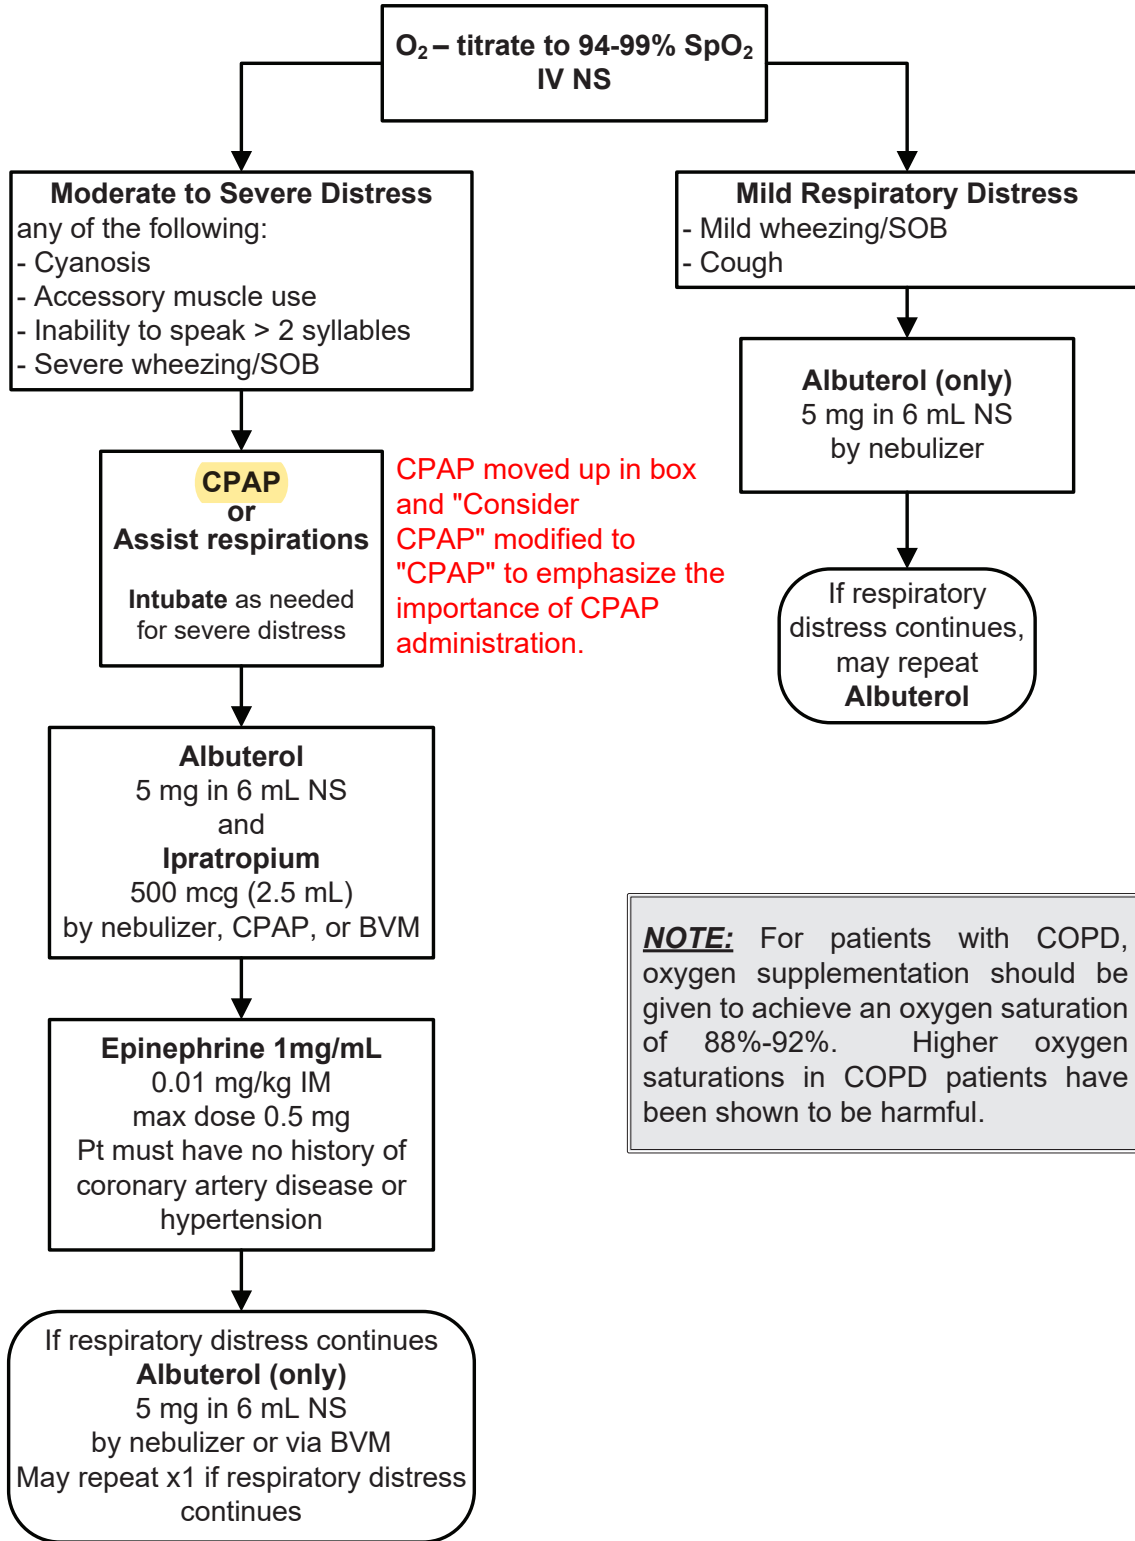 O₂ – titrate to 94-99% SpO₂
IV NS
Moderate to Severe Distress
any of the following:
- Cyanosis
- Accessory muscle use
- Inability to speak > 2 syllables
- Severe wheezing/SOB
CPAP
or
Assist respirations
Intubate as needed
for severe distress
CPAP moved up in box
and "Consider
CPAP" modified to
"CPAP" to emphasize the
importance of CPAP
administration.
Albuterol
5 mg in 6 mL NS
and
Ipratropium
500 mcg (2.5 mL)
by nebulizer, CPAP, or BVM
Epinephrine 1mg/mL
0.01 mg/kg IM
max dose 0.5 mg
Pt must have no history of
coronary artery disease or
hypertension
If respiratory distress continues
Albuterol (only)
5 mg in 6 mL NS
by nebulizer or via BVM
May repeat x1 if respiratory distress
continues
Mild Respiratory Distress
- Mild wheezing/SOB
- Cough
Albuterol (only)
5 mg in 6 mL NS
by nebulizer
If respiratory
distress continues,
may repeat
Albuterol
NOTE: For patients with COPD,
oxygen supplementation should be
given to achieve an oxygen saturation
of 88%-92%. Higher oxygen
saturations in COPD patients have
been shown to be harmful.